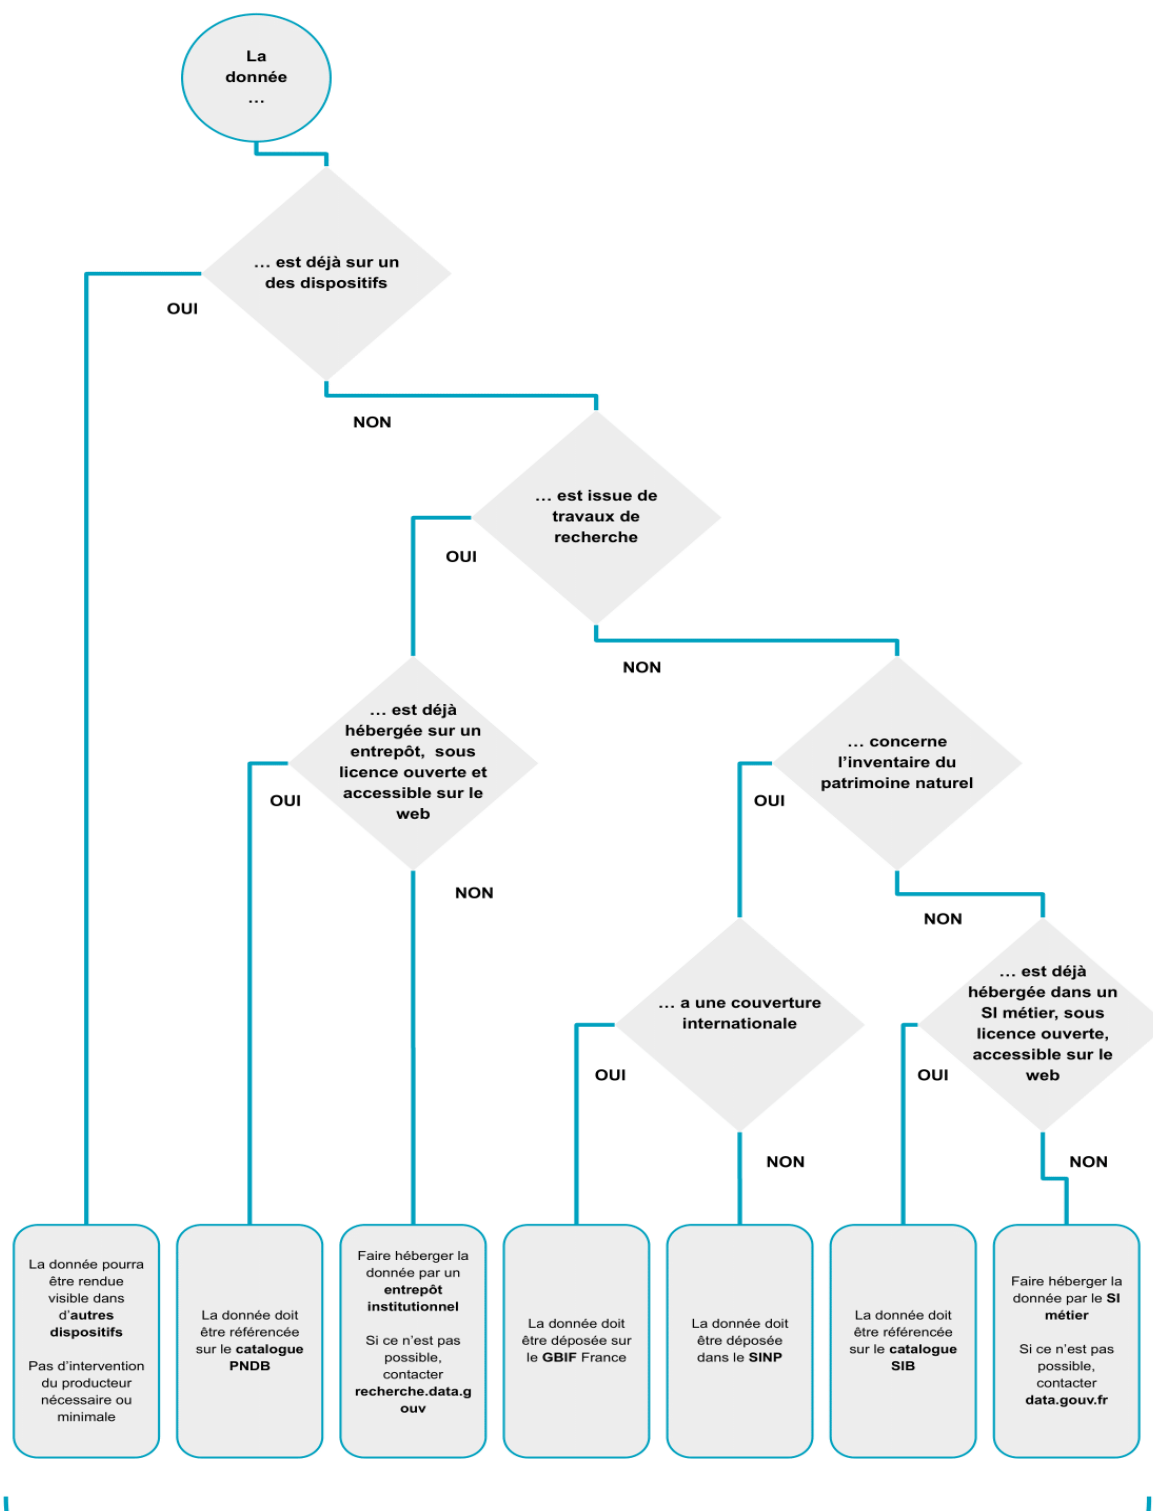 La
donnée
...
... est déjà sur un
des dispositifs
OUI
NON
... est issue de
travaux de
recherche
OUI
NON
... est déjà
hébergée sur un
entrepôt, sous
licence ouverte et
accessible sur le
web
OUI
NON
... concerne
l’inventaire du
patrimoine naturel
OUI
NON
... a une couverture
internationale
OUI
NON
... est déjà
hébergée dans un
SI métier, sous
licence ouverte,
accessible sur le
web
OUI
NON
La donnée pourra
être rendue
visible dans
d’autres
dispositifs
Pas d’intervention
du producteur
nécessaire ou
minimale
La donnée doit
être référencée
sur le catalogue
PNDB
Faire héberger la
donnée par un
entrepôt
institutionnel
Si ce n’est pas
possible,
contacter
recherche.data.g
ouv
La donnée doit
être déposée sur
le GBIF France
La donnée doit
être déposée
dans le SINP
La donnée doit
être référencée
sur le catalogue
SIB
Faire héberger la
donnée par le SI
métier
Si ce n’est pas
possible,
contacter
data.gouv.fr